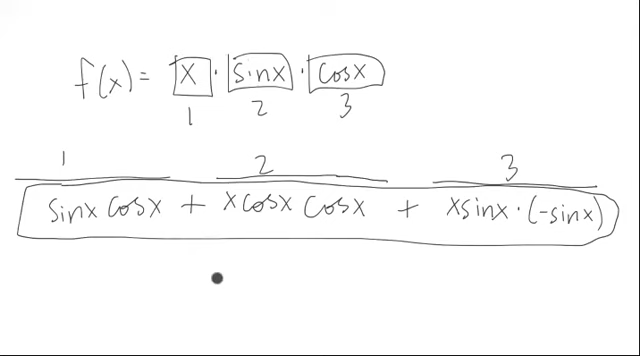 f(x) = x · sinx · cosx
1 2 3
1 2 3
sinx cosx + xcosx cosx + xsinx · (-sinx)